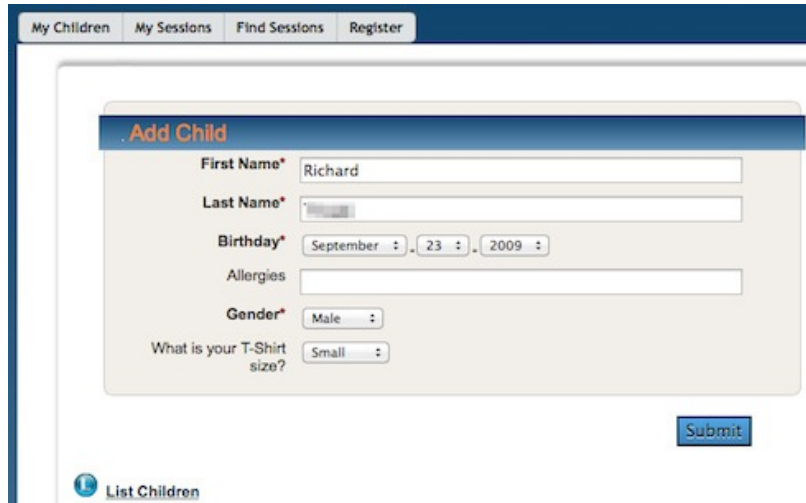 My Children My Sessions Find Sessions Register
Add Child
First Name* Richard
Last Name*
Birthday* September - 23 - 2009
Allergies
Gender* Male
What is your T-Shirt size? Small
Submit
List Children